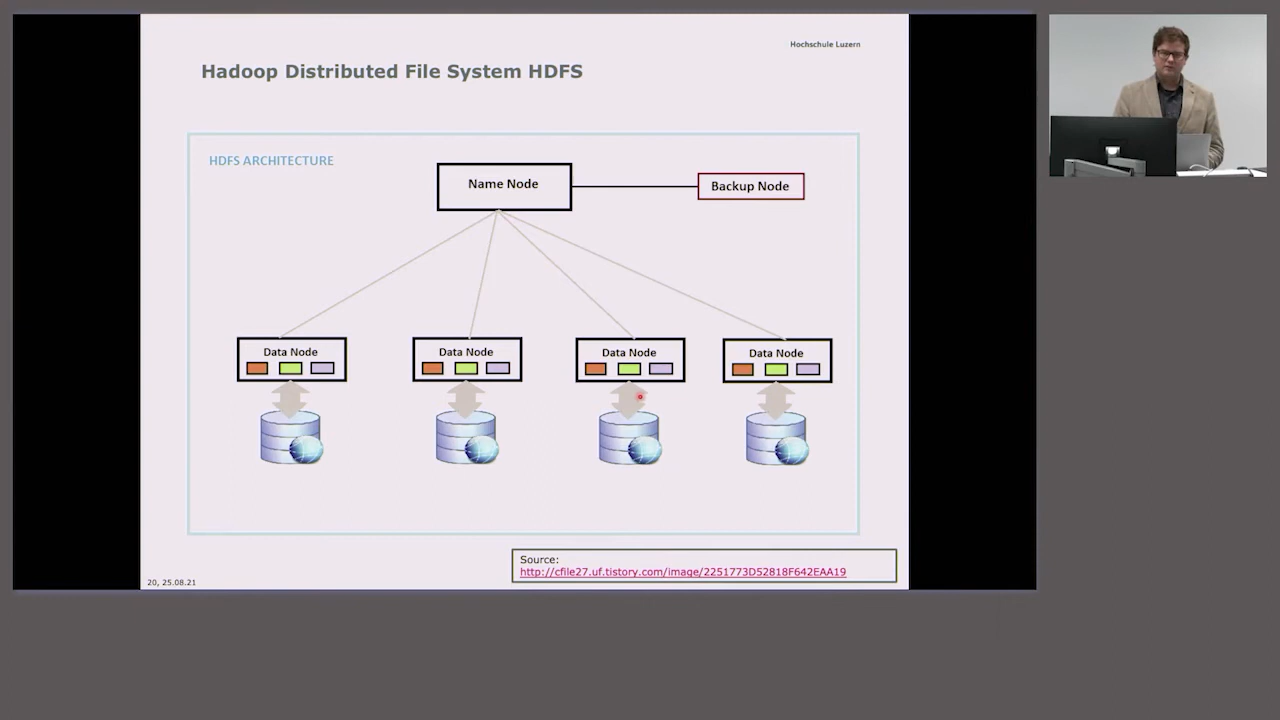 Hochschule Luzern
Hadoop Distributed File System HDFS
HDFS ARCHITECTURE
Name Node
Backup Node
Data Node
Data Node
Data Node
Data Node
Source:
http://cfile27.uf.tistory.com/image/2251773D52818F642EAA19
20, 25.08.21